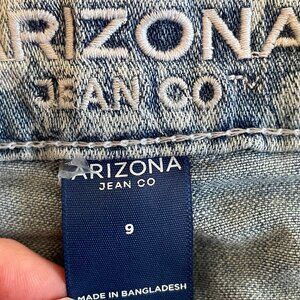 ARIZONA
JEAN CO™
ARIZONA
JEAN CO
9
MADE IN BANGLADESH